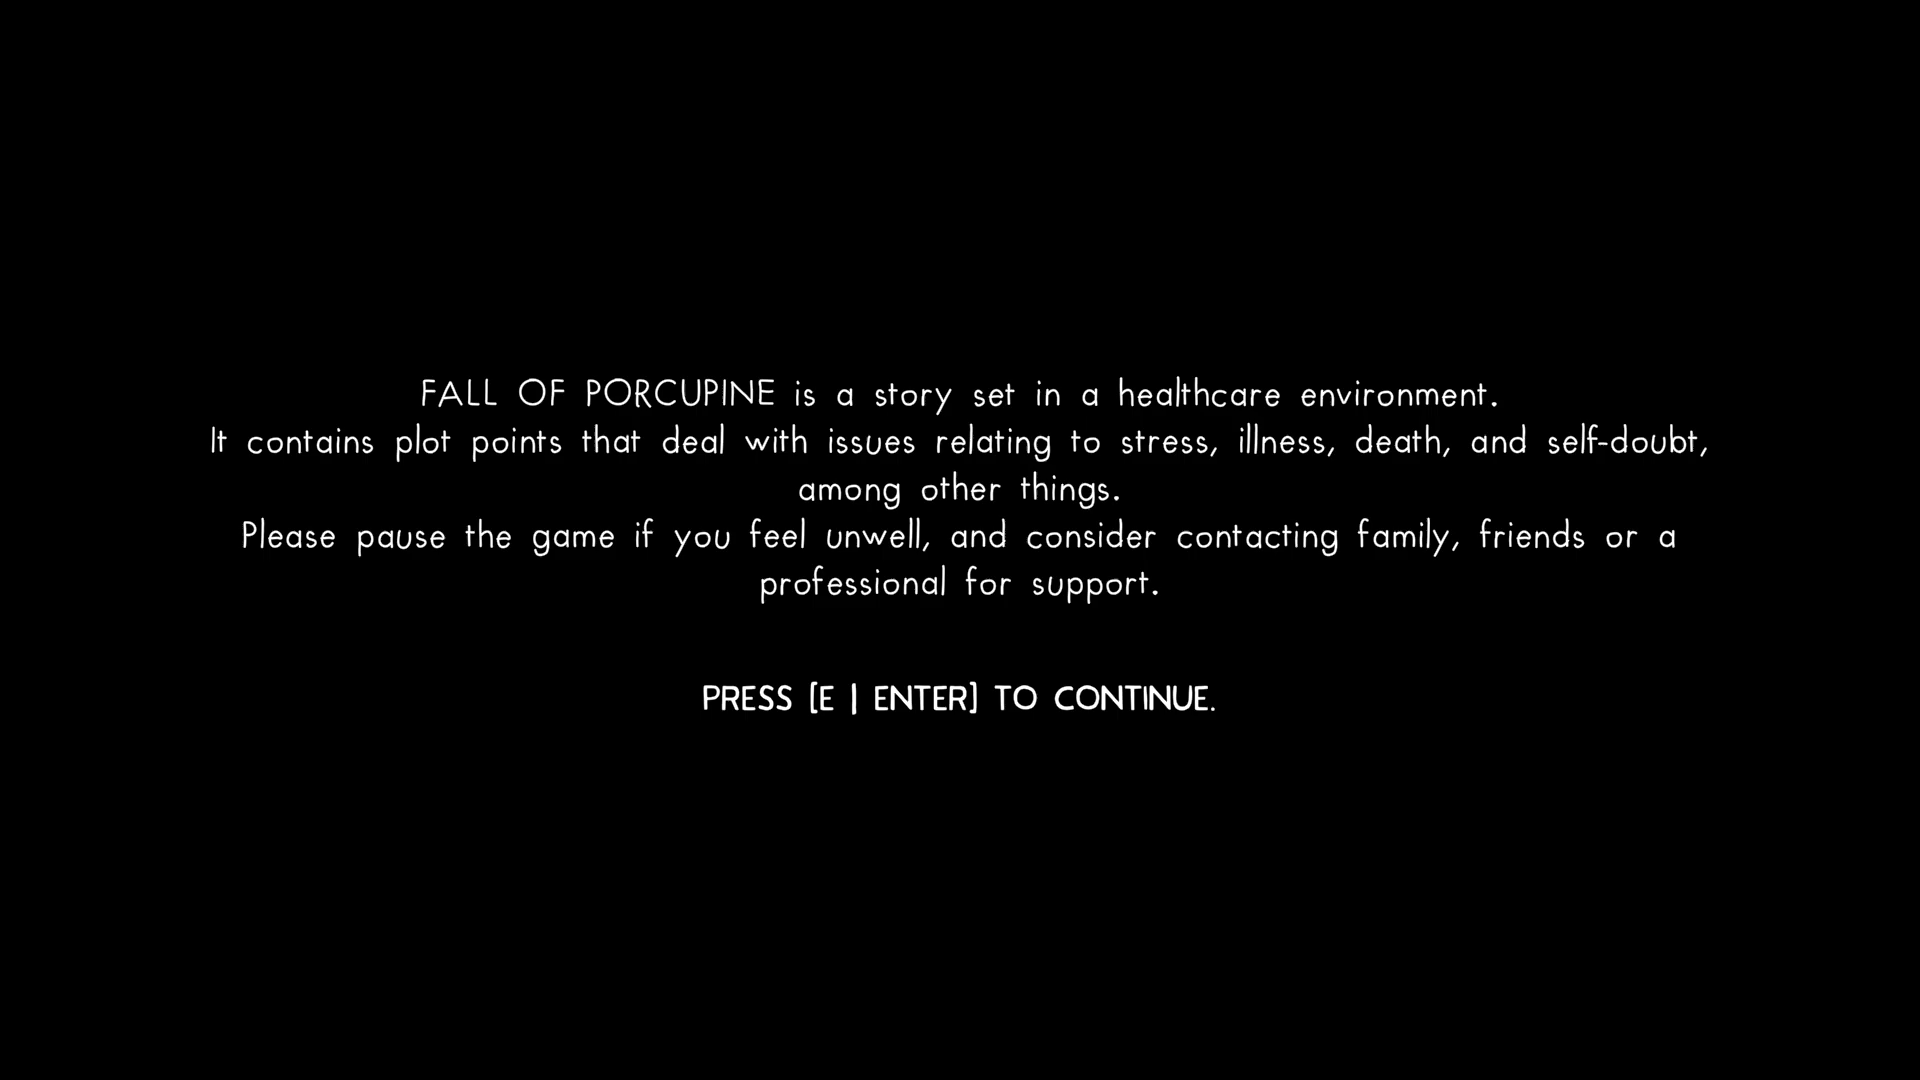 FALL OF PORCUPINE is a story set in a healthcare environment.
It contains plot points that deal with issues relating to stress, illness, death, and self-doubt,
among other things.
Please pause the game if you feel unwell, and consider contacting family, friends or a
professional for support.
PRESS [E | ENTER] TO CONTINUE.